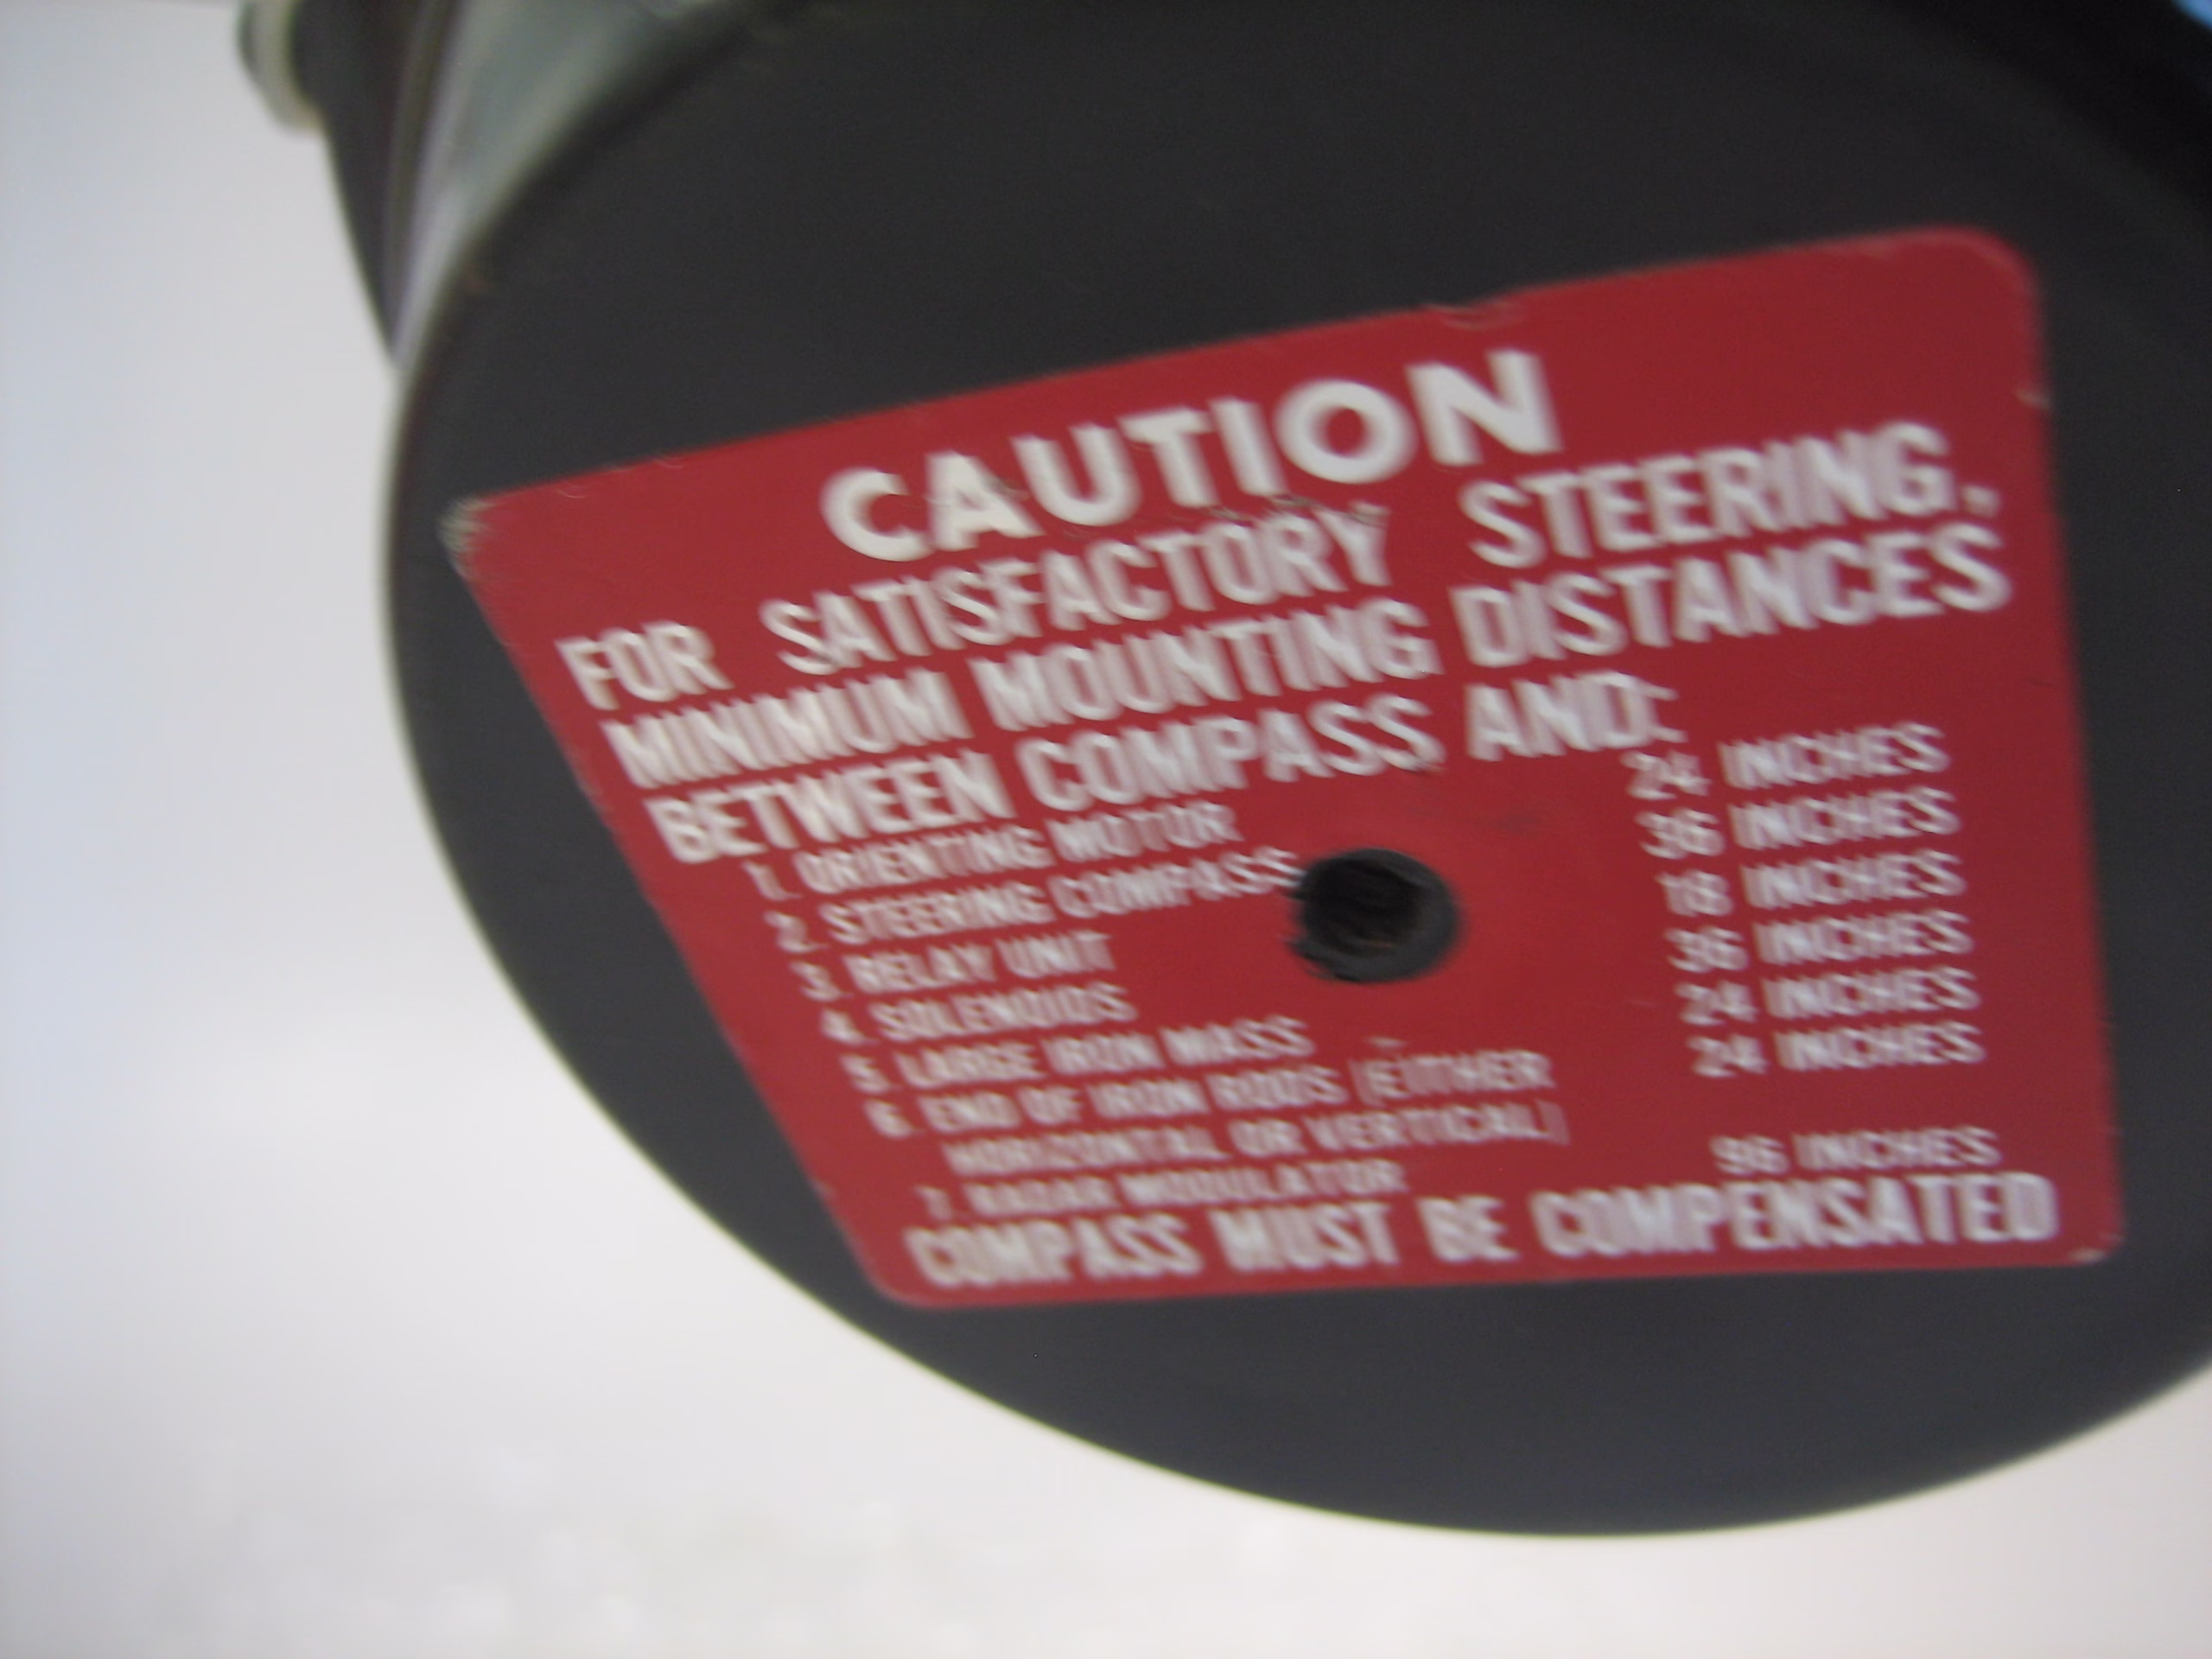 CAUTION
FOR SATISFACTORY STEERING,
MINIMUM MOUNTING DISTANCES
BETWEEN COMPASS AND:
1. ORIENTING MOTOR 24 INCHES
2. STEERING COMPASS 36 INCHES
3. RELAY UNIT 18 INCHES
4. SOLENOIDS 36 INCHES
5. LARGE IRON MASS 24 INCHES
6. END OF IRON RODS (EITHER 24 INCHES
HORIZONTAL OR VERTICAL)
7. RADAR MODULATOR 96 INCHES
COMPASS MUST BE COMPENSATED